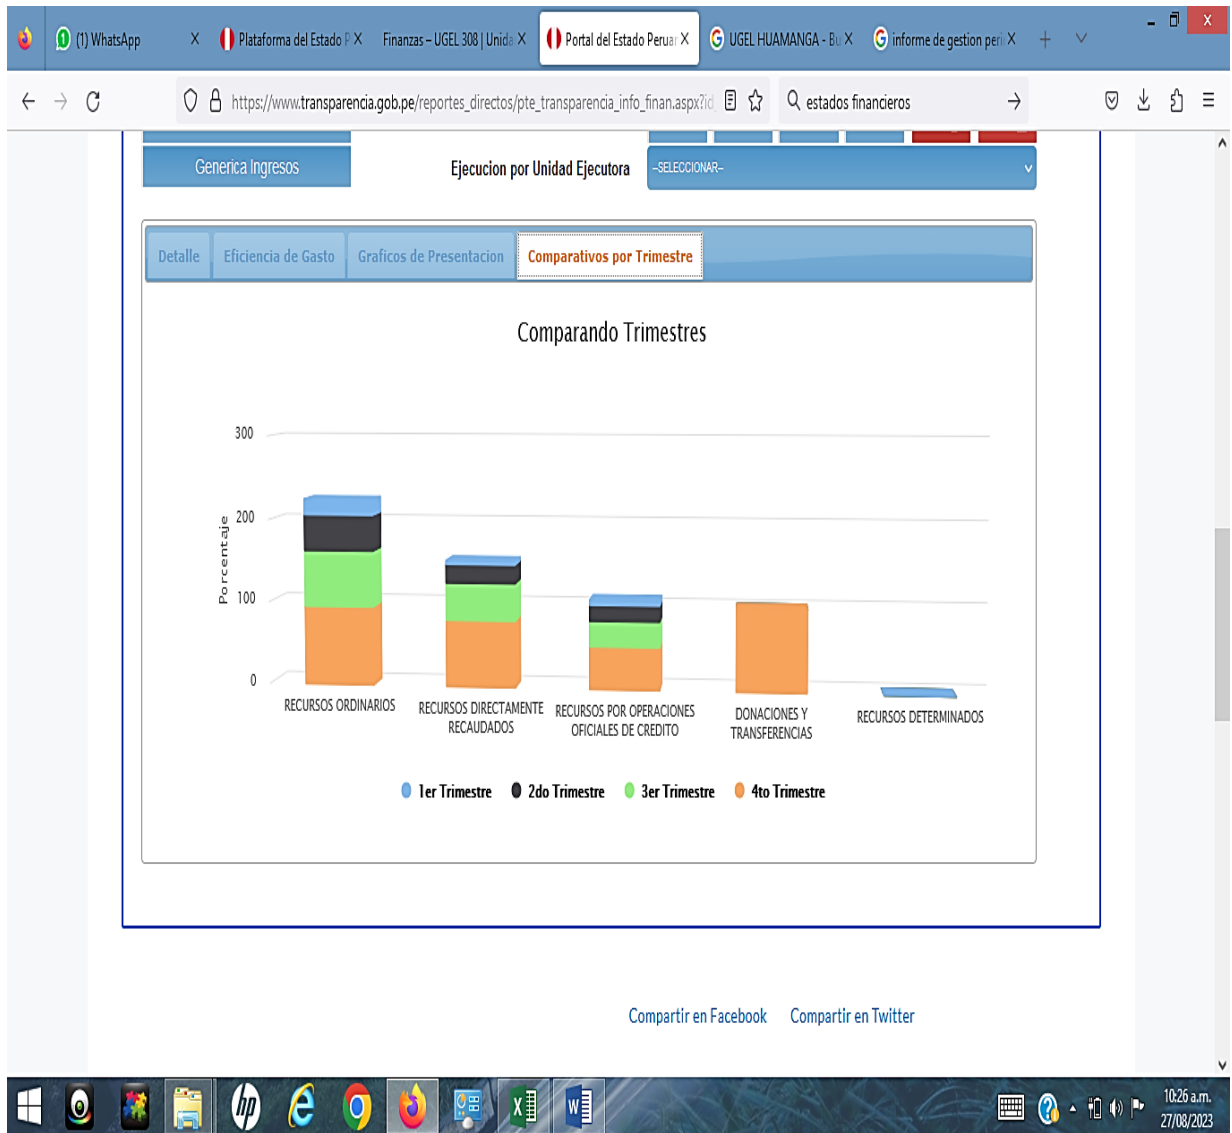 (1) WhatsApp
Plataforma del Estado P
Finanzas – UGEL 308 | Unida
Portal del Estado Peruar
UGEL HUAMANGA - Bu
informe de gestion peri
https://www.transparencia.gob.pe/reportes_directos/pte_transparencia_info_finan.aspx?id
estados financieros
Generica Ingresos
Ejecucion por Unidad Ejecutora
--SELECCIONAR--
Detalle
Eficiencia de Gasto
Graficos de Presentacion
Comparativos por Trimestre
Comparando Trimestres
Porcentaje
300
200
100
0
RECURSOS ORDINARIOS
RECURSOS DIRECTAMENTE
RECAUDADOS
RECURSOS POR OPERACIONES
OFICIALES DE CREDITO
DONACIONES Y
TRANSFERENCIAS
RECURSOS DETERMINADOS
1er Trimestre
2do Trimestre
3er Trimestre
4to Trimestre
Compartir en Facebook
Compartir en Twitter
10:26 a.m.
27/08/2023